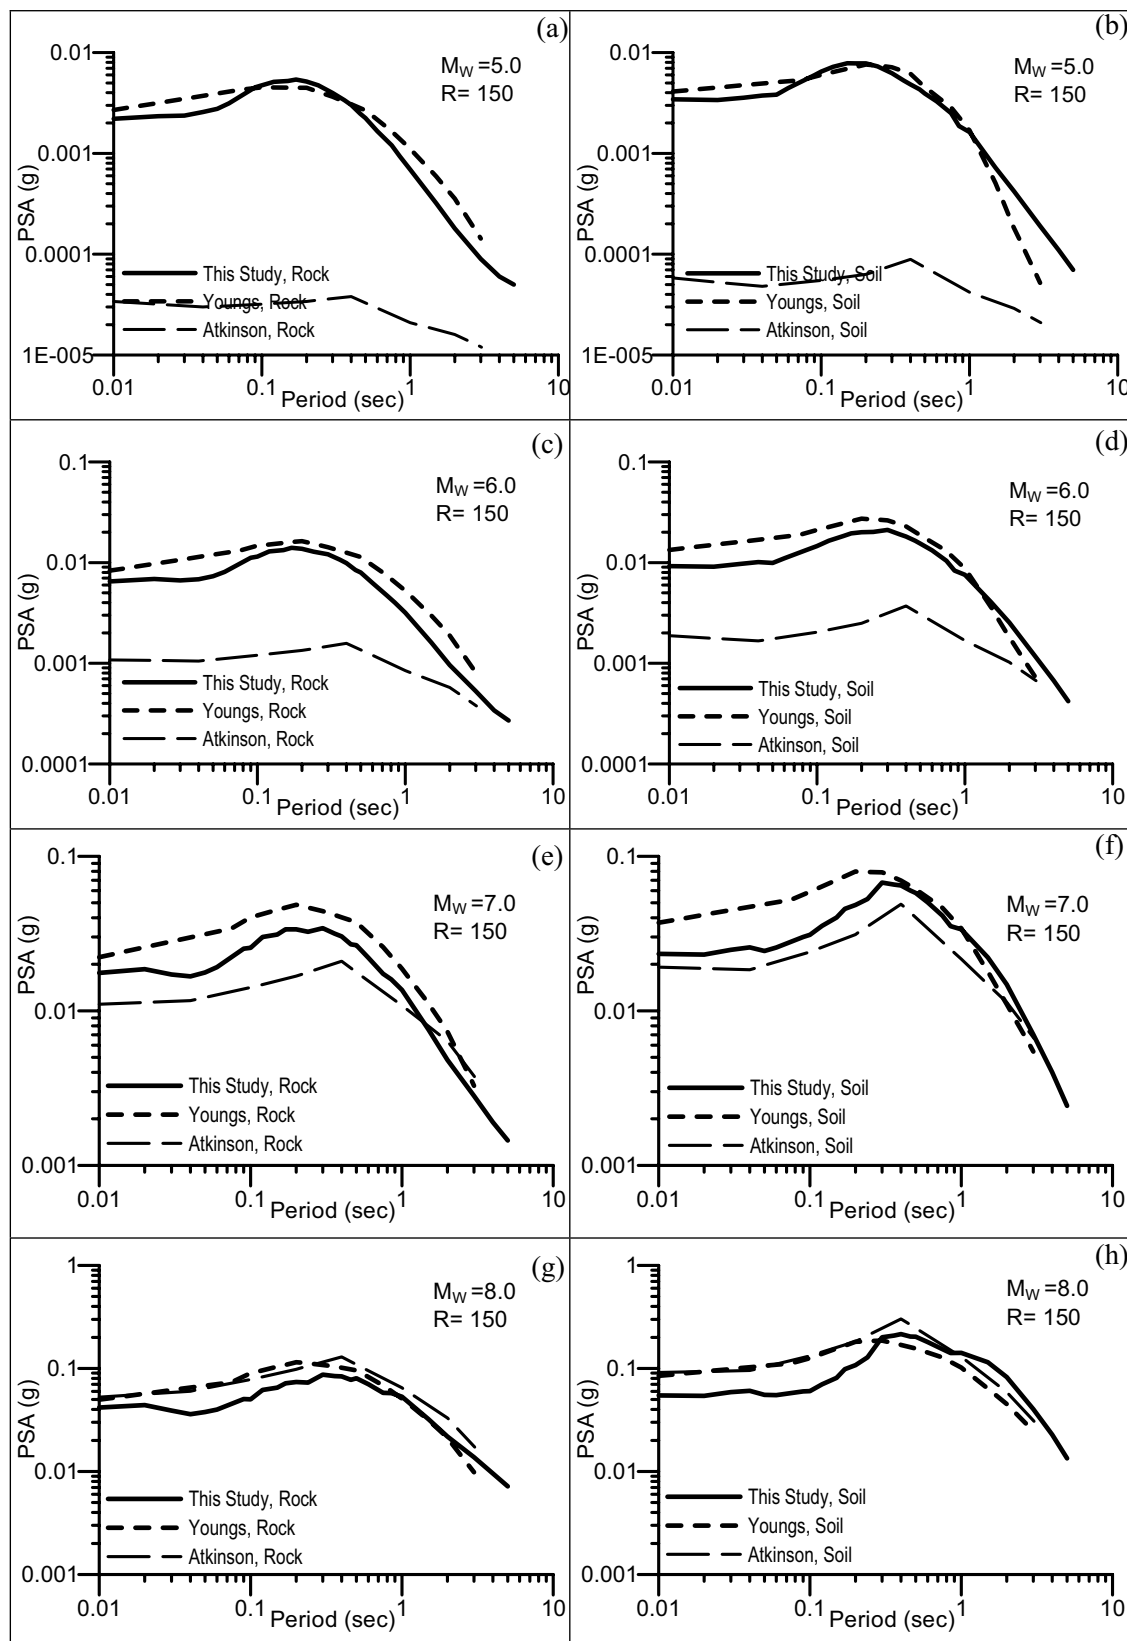 (a)
0.01
M_W =5.0
R= 150
0.001
PSA (g)
0.0001
This Study, Rock
Youngs, Rock
Atkinson, Rock
1E-005
0.01 0.1 1 10
Period (sec)
(b)
0.01
M_W =5.0
R= 150
0.001
PSA (g)
0.0001
This Study, Soil
Youngs, Soil
Atkinson, Soil
1E-005
0.01 0.1 1 10
Period (sec)
(c)
0.1
M_W =6.0
R= 150
0.01
PSA (g)
0.001
This Study, Rock
Youngs, Rock
Atkinson, Rock
0.0001
0.01 0.1 1 10
Period (sec)
(d)
0.1
M_W =6.0
R= 150
0.01
PSA (g)
0.001
This Study, Soil
Youngs, Soil
Atkinson, Soil
0.0001
0.01 0.1 1 10
Period (sec)
(e)
0.1
M_W =7.0
R= 150
PSA (g)
0.01
This Study, Rock
Youngs, Rock
Atkinson, Rock
0.001
0.01 0.1 1 10
Period (sec)
(f)
0.1
M_W =7.0
R= 150
PSA (g)
0.01
This Study, Soil
Youngs, Soil
Atkinson, Soil
0.001
0.01 0.1 1 10
Period (sec)
(g)
1
M_W =8.0
R= 150
0.1
PSA (g)
0.01
This Study, Rock
Youngs, Rock
Atkinson, Rock
0.001
0.01 0.1 1 10
Period (sec)
(h)
1
M_W =8.0
R= 150
0.1
PSA (g)
0.01
This Study, Soil
Youngs, Soil
Atkinson, Soil
0.001
0.01 0.1 1 10
Period (sec)